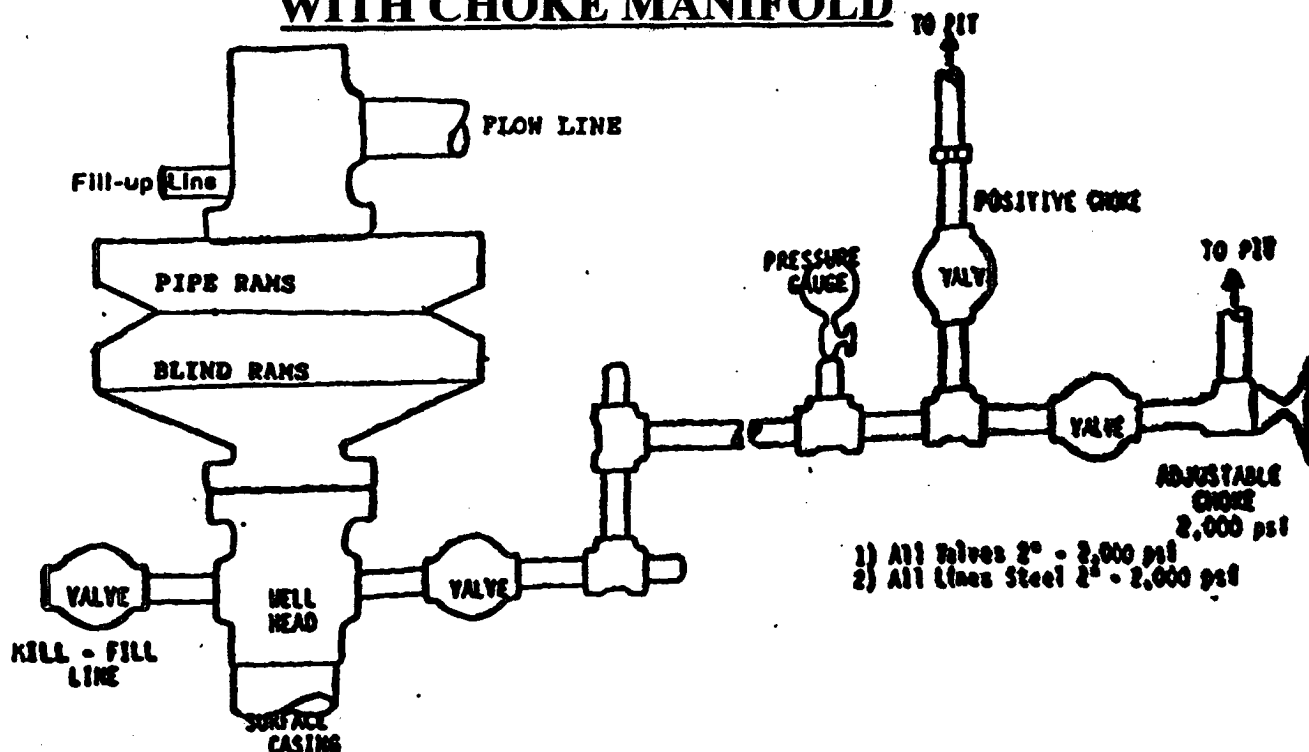 WITH CHOKE MANIFOLD
TO PIT
FLOW LINE
Fill-up Line
POSITIVE CHOKE
PRESSURE
GAUGE
VALV
TO PIT
PIPE RAMS
BLIND RAMS
VALVE
ADJUSTABLE
CHOKE
2,000 psi
1) All Valves 2" - 2,000 psi
2) All Lines Steel 2" - 2,000 psi
VALVE
WELL
HEAD
VALVE
KILL - FILL
LINE
SURFACE
CASING